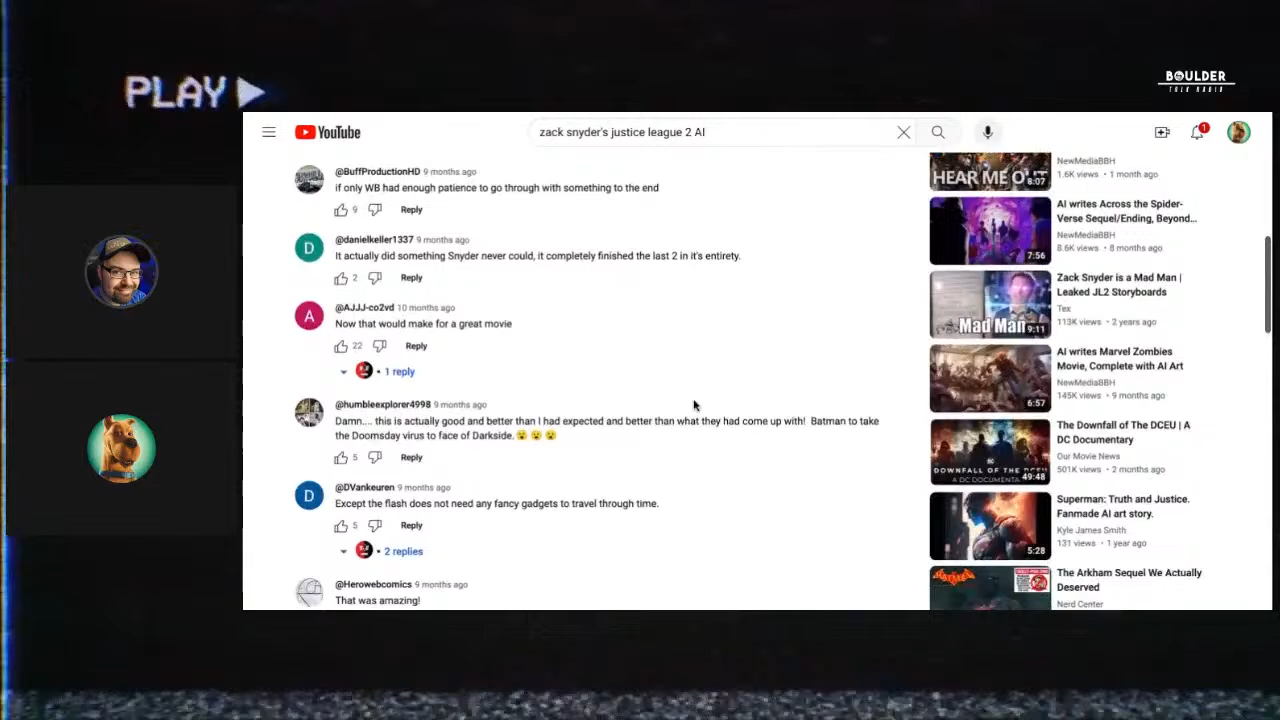 PLAY
BOULDER
TALK RADIO
YouTube
zack snyder's justice league 2 AI
1
@BuffProductionHD 9 months ago
if only WB had enough patience to go through with something to the end
9 Reply
@danielkeller1337 9 months ago
It actually did something Snyder never could, it completely finished the last 2 in it's entirety.
2 Reply
@AJJJ-co2vd 10 months ago
Now that would make for a great movie
22 Reply
• 1 reply
@humbleexplorer4998 9 months ago
Damn.... this is actually good and better than I had expected and better than what they had come up with! Batman to take
the Doomsday virus to face of Darkside. 😮 😮 😮
5 Reply
@DVankeuren 9 months ago
Except the flash does not need any fancy gadgets to travel through time.
5 Reply
• 2 replies
@Herowebcomics 9 months ago
That was amazing!
HEAR ME OUT
8:07
NewMediaBBH
1.6K views • 1 month ago
7:56
AI writes Across the Spider-
Verse Sequel/Ending, Beyond...
NewMediaBBH
8.6K views • 8 months ago
Mad Man
9:11
Zack Snyder is a Mad Man |
Leaked JL2 Storyboards
Tex
113K views • 2 years ago
6:57
AI writes Marvel Zombies
Movie, Complete with AI Art
NewMediaBBH
145K views • 9 months ago
DOWNFALL OF THE
A DC DOCUMENTA
49:48
The Downfall of The DCEU | A
DC Documentary
Our Movie News
501K views • 2 months ago
5:28
Superman: Truth and Justice.
Fanmade AI art story.
Kyle James Smith
131 views • 1 year ago
The Arkham Sequel We Actually
Deserved
Nerd Center